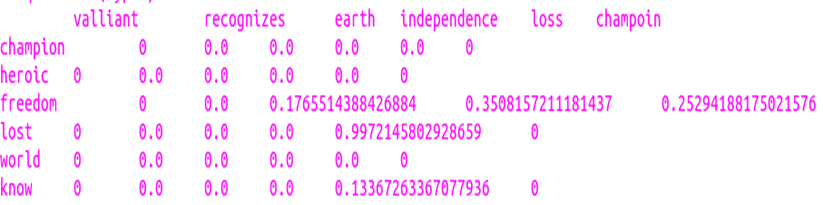 valliant recognizes earth independence loss champoin
champion 0 0.0 0.0 0.0 0.0 0
heroic 0 0.0 0.0 0.0 0.0 0
freedom 0 0.0 0.1765514388426884 0.3508157211181437 0.25294188175021576
lost 0 0.0 0.0 0.0 0.9972145802928659 0
world 0 0.0 0.0 0.0 0.0 0
know 0 0.0 0.0 0.0 0.13367263367077936 0